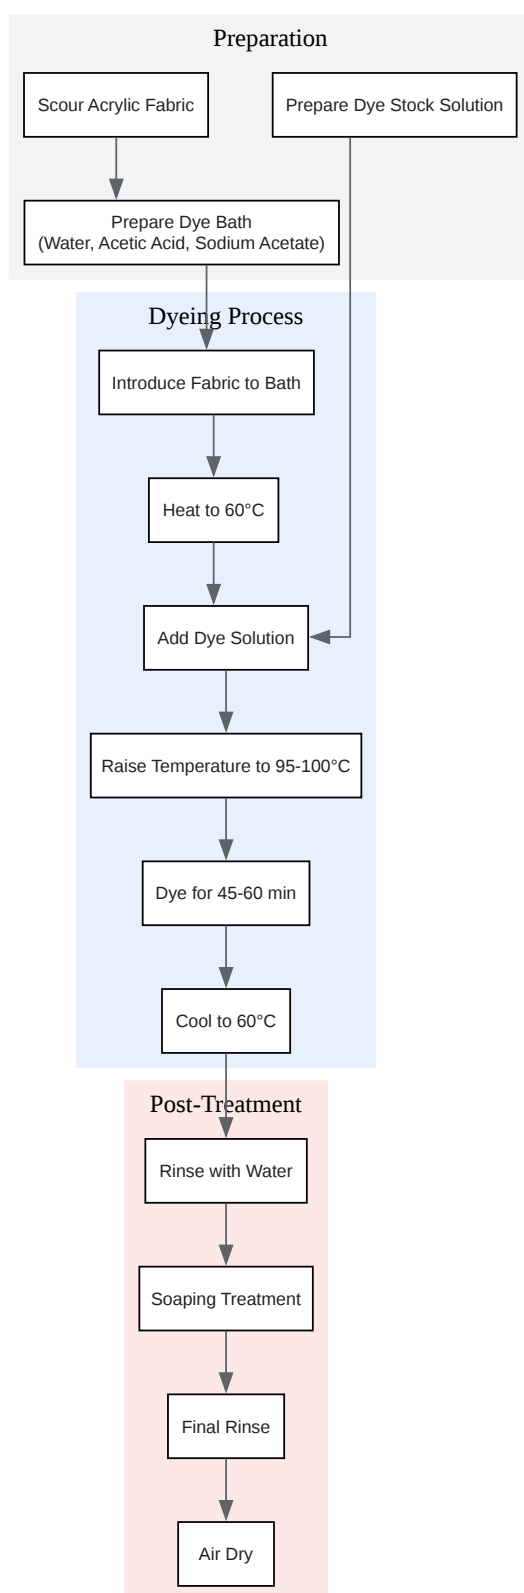 Preparation
Scour Acrylic Fabric
Prepare Dye Stock Solution
Prepare Dye Bath
(Water, Acetic Acid, Sodium Acetate)
Dyeing Process
Introduce Fabric to Bath
Heat to 60°C
Add Dye Solution
Raise Temperature to 95-100°C
Dye for 45-60 min
Cool to 60°C
Post-Treatment
Rinse with Water
Soaping Treatment
Final Rinse
Air Dry